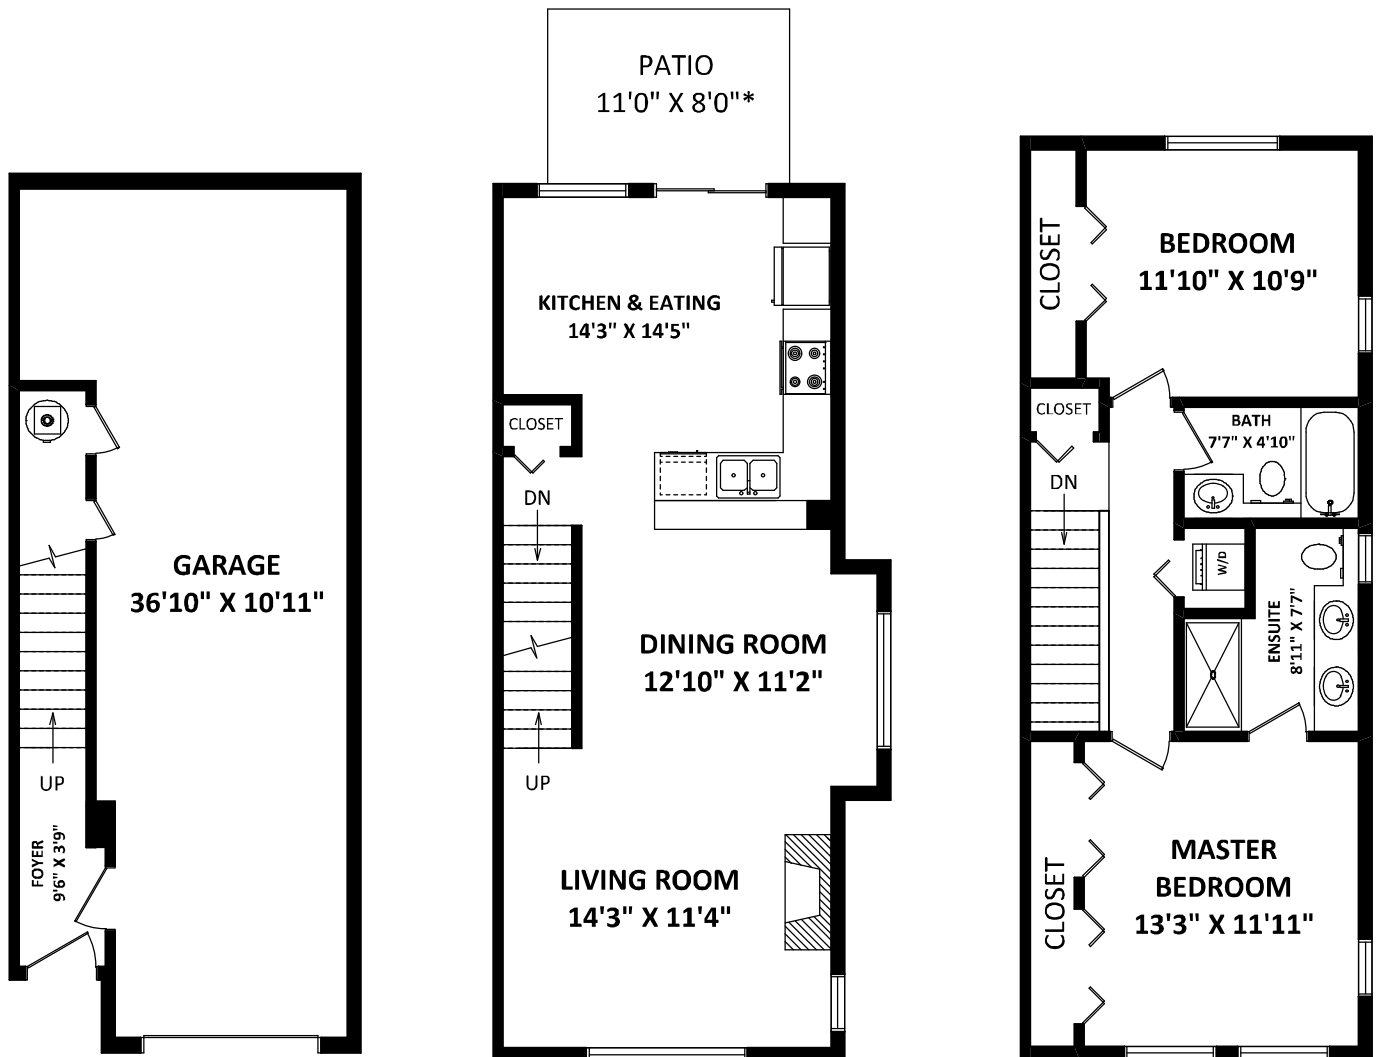 GARAGE
36'10" X 10'11"
UP
FOYER
9'6" X 3'9"
PATIO
11'0" X 8'0"*
KITCHEN & EATING
14'3" X 14'5"
CLOSET
DN
DINING ROOM
12'10" X 11'2"
UP
LIVING ROOM
14'3" X 11'4"
CLOSET
BEDROOM
11'10" X 10'9"
CLOSET
BATH
7'7" X 4'10"
DN
W/D
ENSUITE
8'11" X 7'7"
CLOSET
MASTER
BEDROOM
13'3" X 11'11"